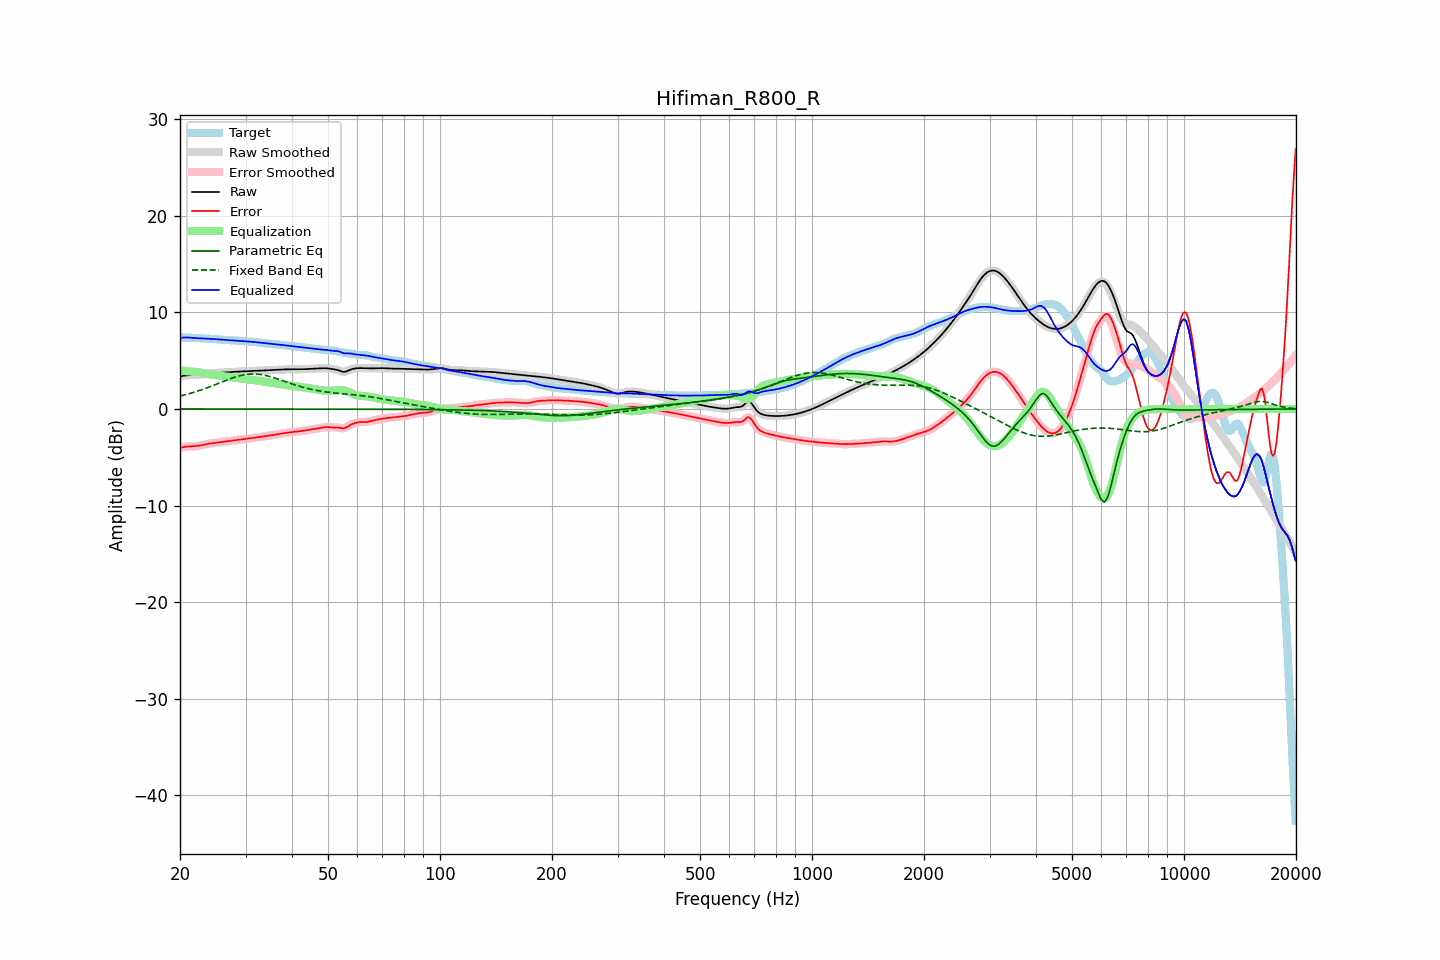 Hifiman_R800_R
30
20
10
0
−10
−20
−30
−40
Amplitude (dBr)
Target
Raw Smoothed
Error Smoothed
Raw
Error
Equalization
Parametric Eq
Fixed Band Eq
Equalized
20 50 100 200 500 1000 2000 5000 10000 20000
Frequency (Hz)